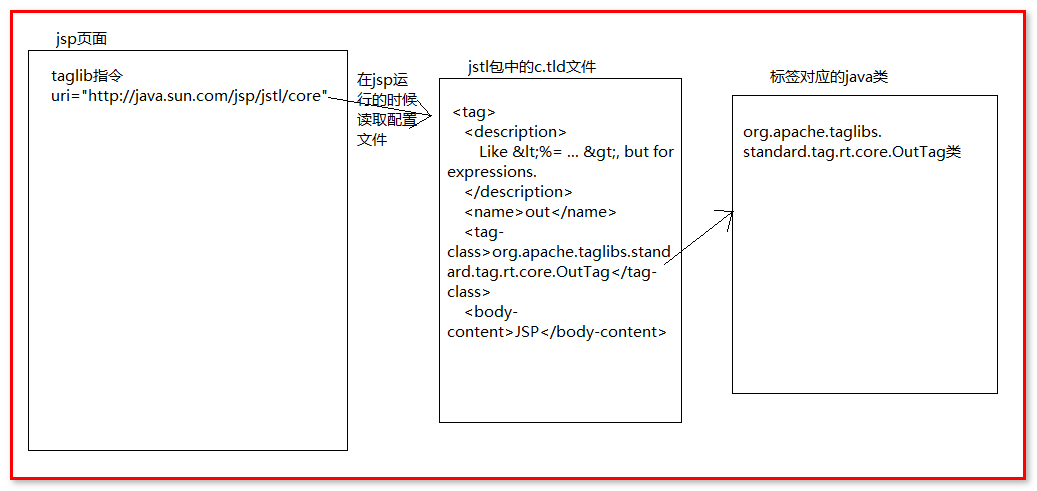 jsp页面
taglib指令
uri="http://java.sun.com/jsp/jstl/core"
在jsp运
行的时候
读取配置
文件
jstl包中的c.tld文件
<tag>
<description>
Like &lt;%= ... &gt;, but for
expressions.
</description>
<name>out</name>
<tag-
class>org.apache.taglibs.stand
ard.tag.rt.core.OutTag</tag-
class>
<body-
content>JSP</body-content>
标签对应的java类
org.apache.taglibs.
standard.tag.rt.core.OutTag类